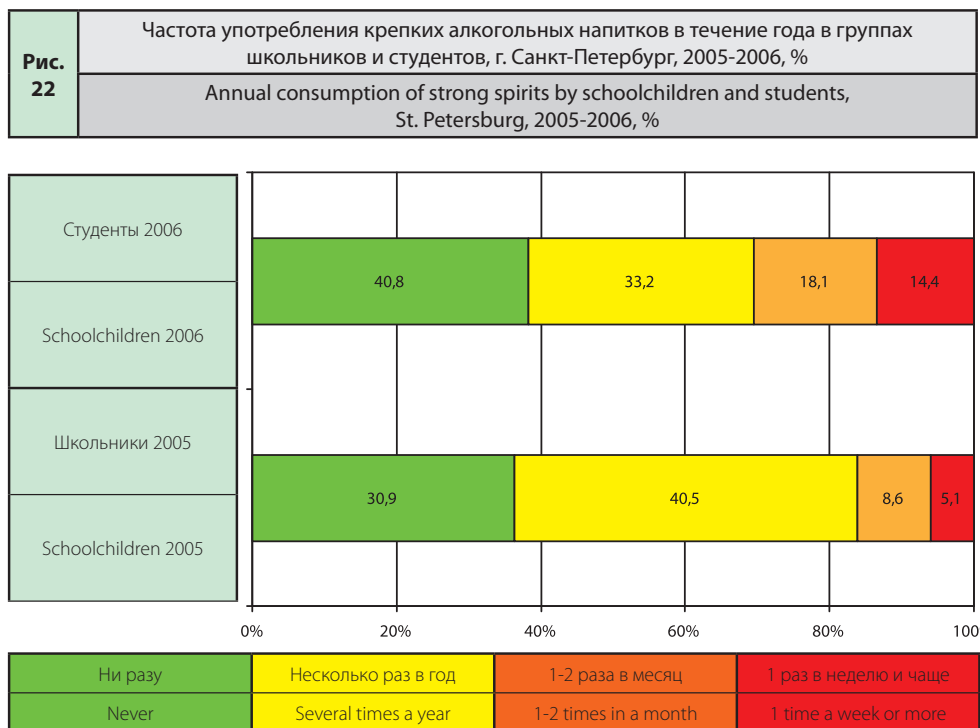 Рис.
22
Частота употребления крепких алкогольных напитков в течение года в группах
школьников и студентов, г. Санкт-Петербург, 2005-2006, %
Annual consumption of strong spirits by schoolchildren and students,
St. Petersburg, 2005-2006, %
Студенты 2006
Schoolchildren 2006
Школьники 2005
Schoolchildren 2005
40,8 33,2 18,1 14,4
30,9 40,5 8,6 5,1
0% 20% 40% 60% 80% 100
Ни разу Несколько раз в год 1-2 раза в месяц 1 раз в неделю и чаще
Never Several times a year 1-2 times in a month 1 time a week or more